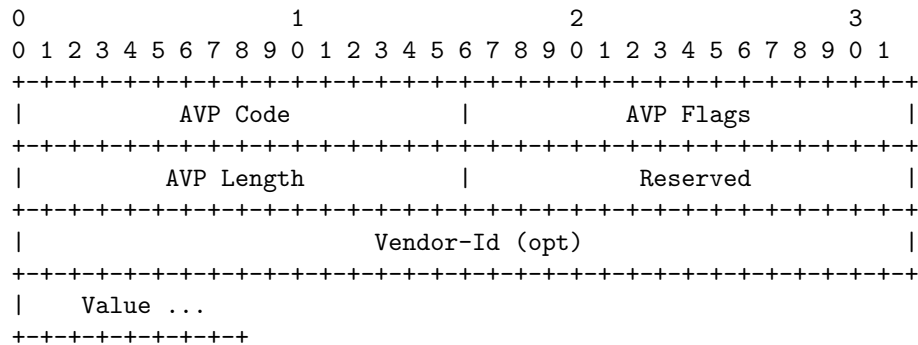 0                   1                   2                   3
0 1 2 3 4 5 6 7 8 9 0 1 2 3 4 5 6 7 8 9 0 1 2 3 4 5 6 7 8 9 0 1
+-+-+-+-+-+-+-+-+-+-+-+-+-+-+-+-+-+-+-+-+-+-+-+-+-+-+-+-+-+-+-+-+
|           AVP Code            |           AVP Flags           |
+-+-+-+-+-+-+-+-+-+-+-+-+-+-+-+-+-+-+-+-+-+-+-+-+-+-+-+-+-+-+-+-+
|          AVP Length           |            Reserved           |
+-+-+-+-+-+-+-+-+-+-+-+-+-+-+-+-+-+-+-+-+-+-+-+-+-+-+-+-+-+-+-+-+
|                         Vendor-Id (opt)                       |
+-+-+-+-+-+-+-+-+-+-+-+-+-+-+-+-+-+-+-+-+-+-+-+-+-+-+-+-+-+-+-+-+
|    Value ...
+-+-+-+-+-+-+-+-+